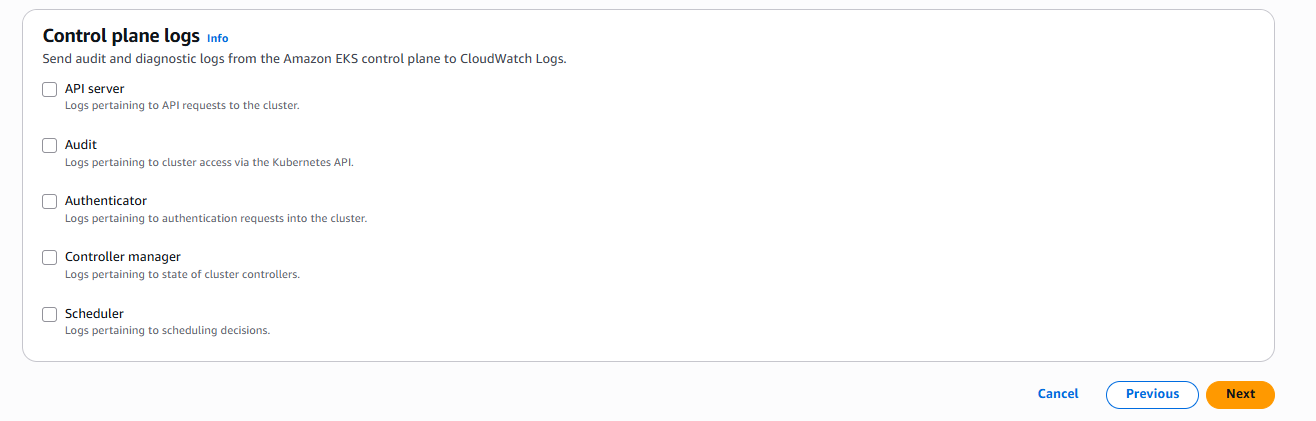 Control plane logs Info
Send audit and diagnostic logs from the Amazon EKS control plane to CloudWatch Logs.
API server
Logs pertaining to API requests to the cluster.
Audit
Logs pertaining to cluster access via the Kubernetes API.
Authenticator
Logs pertaining to authentication requests into the cluster.
Controller manager
Logs pertaining to state of cluster controllers.
Scheduler
Logs pertaining to scheduling decisions.
Cancel Previous Next